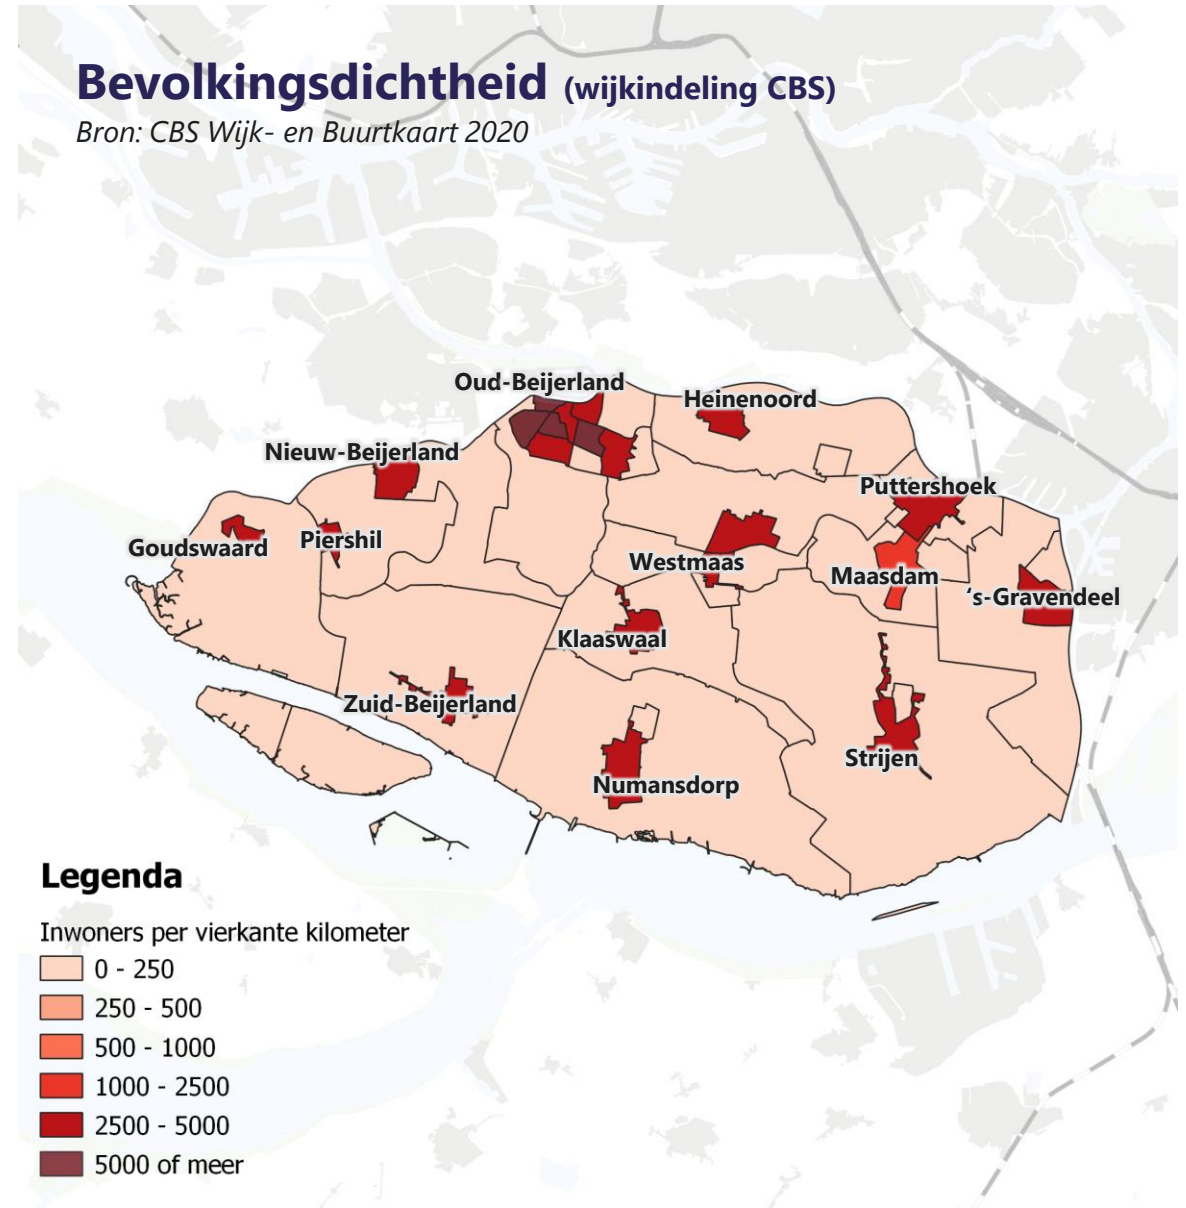 Bevolkingsdichtheid (wijkindeling CBS)
Bron: CBS Wijk- en Buurtkaart 2020
Oud-Beijerland
Heinenoord
Nieuw-Beijerland
Puttershoek
Goudswaard
Piershil
Westmaas
Maasdam
‘s-Gravendeel
Klaaswaal
Zuid-Beijerland
Strijen
Numansdorp
Legenda
Inwoners per vierkante kilometer
0 - 250
250 - 500
500 - 1000
1000 - 2500
2500 - 5000
5000 of meer